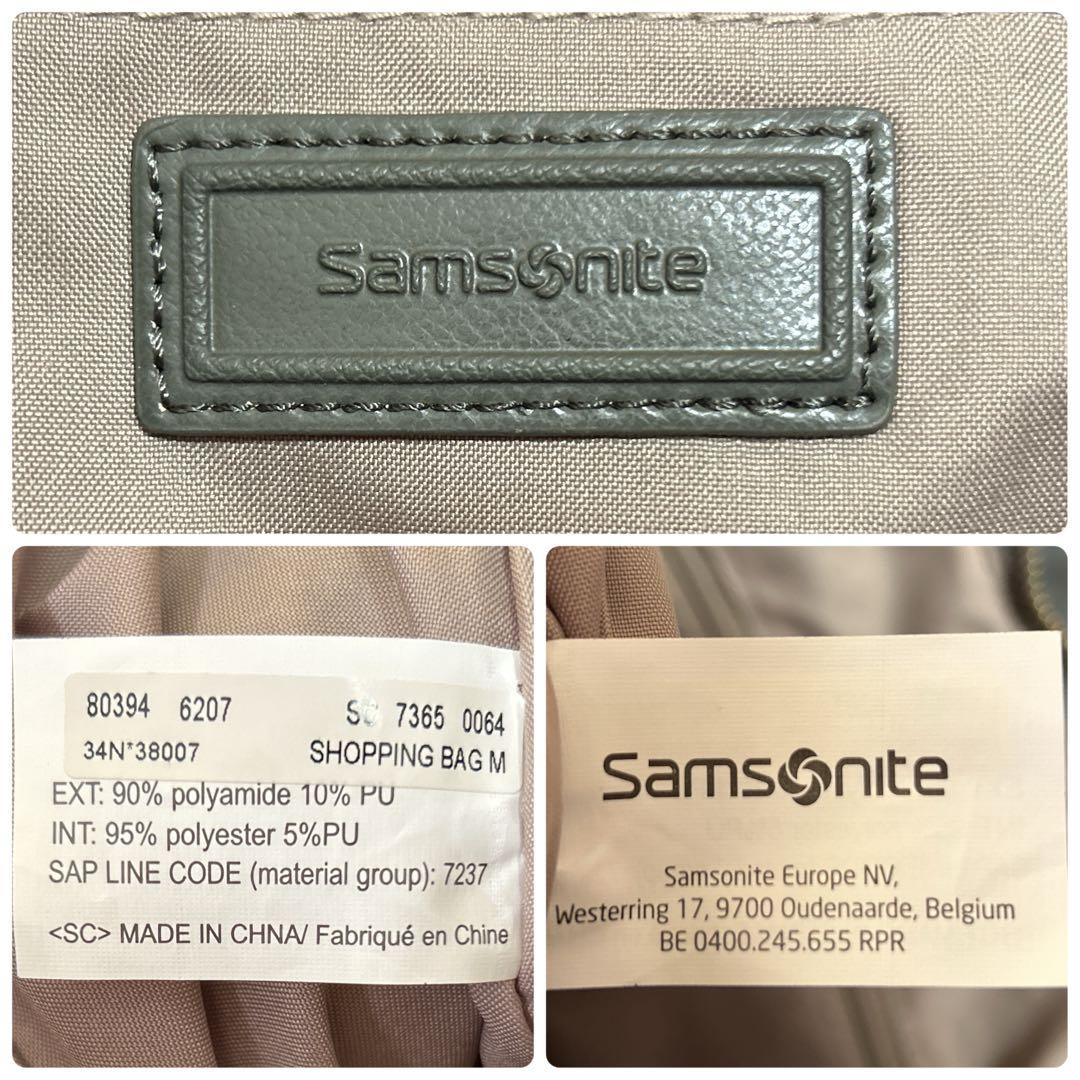 Samsonite
80394 6207 SC 7365 0064
34N*38007 SHOPPING BAG M
EXT: 90% polyamide 10% PU
INT: 95% polyester 5%PU
SAP LINE CODE (material group): 7237
<SC> MADE IN CHNA/ Fabriqué en Chine
Samsonite
Samsonite Europe NV,
Westerring 17, 9700 Oudenaarde, Belgium
BE 0400.245.655 RPR